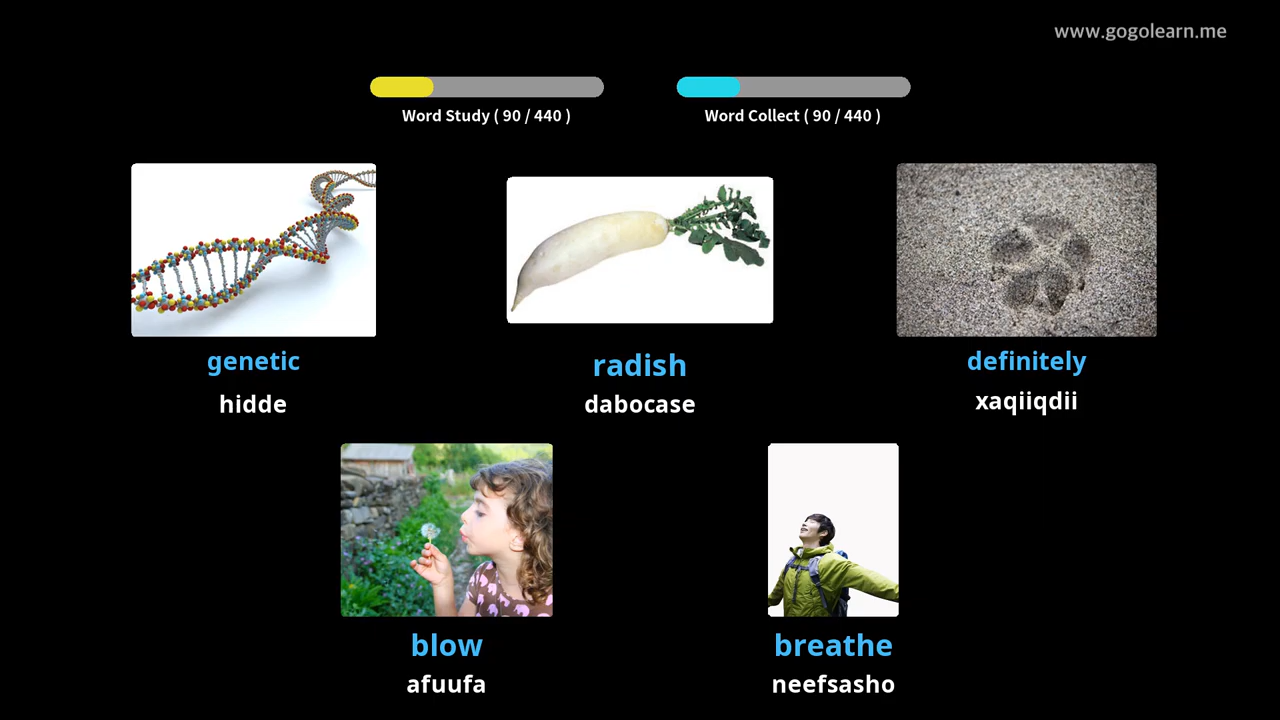 www.gogolearn.me
Word Study ( 90 / 440 )
Word Collect ( 90 / 440 )
genetic
hidde
radish
dabocase
definitely
xaqiiqdii
blow
afuufa
breathe
neefsasho